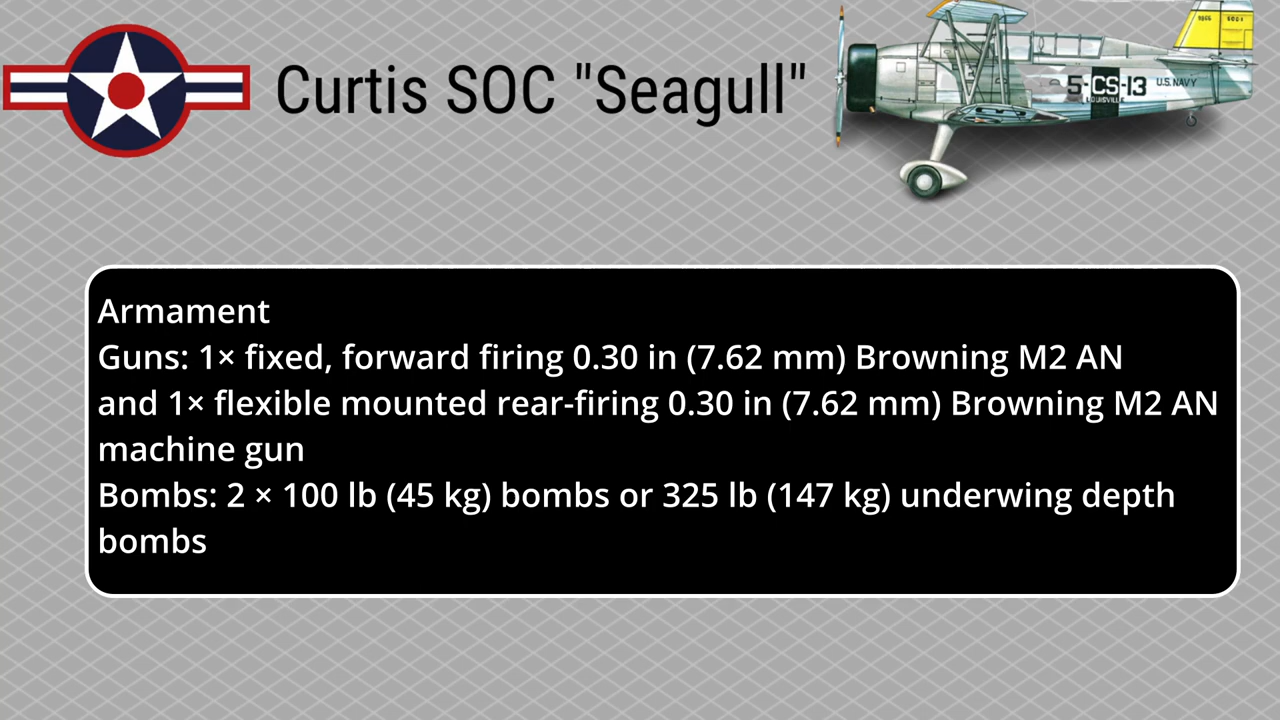 Curtis SOC "Seagull"
5-CS-13
U.S. NAVY
Armament
Guns: 1× fixed, forward firing 0.30 in (7.62 mm) Browning M2 AN
and 1× flexible mounted rear-firing 0.30 in (7.62 mm) Browning M2 AN
machine gun
Bombs: 2 × 100 lb (45 kg) bombs or 325 lb (147 kg) underwing depth
bombs